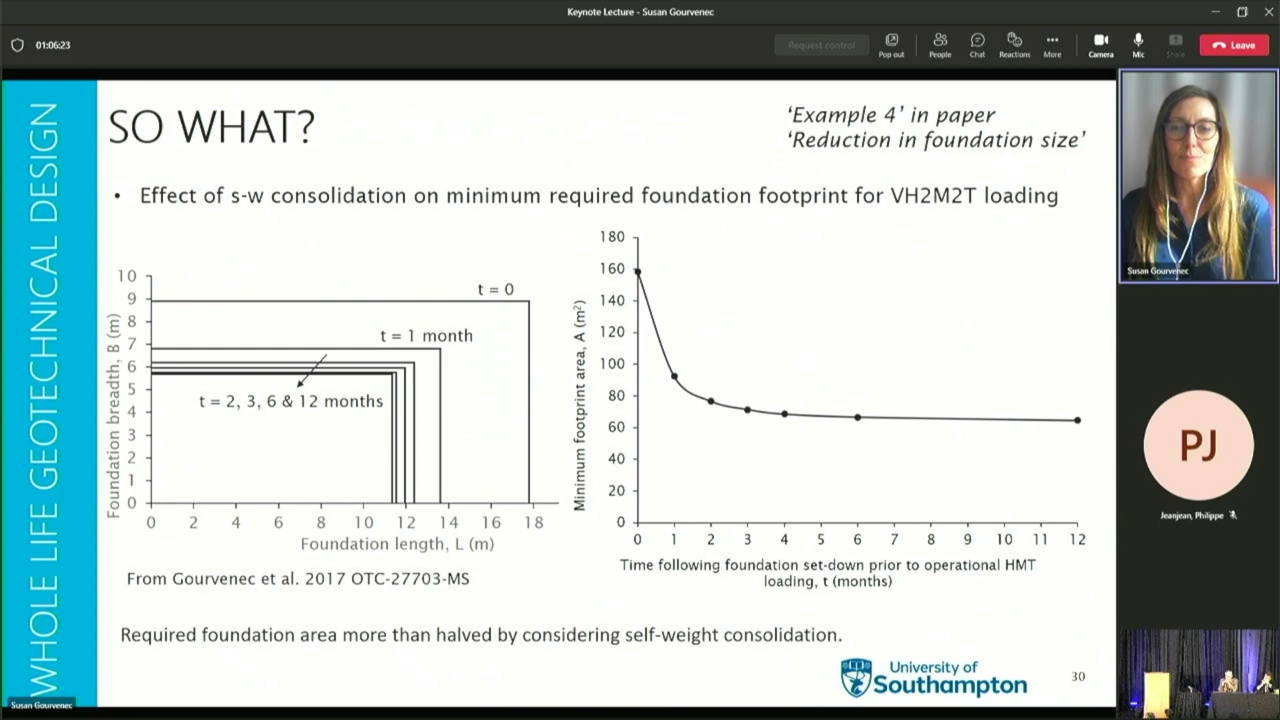 Keynote Lecture - Susan Gourvenec
01:06:23
Request control
Pop out
People
Chat
Reactions
More
Camera
Mic
Share
Leave
WHOLE LIFE GEOTECHNICAL DESIGN
SO WHAT?
‘Example 4’ in paper
‘Reduction in foundation size’
• Effect of s-w consolidation on minimum required foundation footprint for VH2M2T loading
10
9
8
7
6
5
4
3
2
1
0
Foundation breadth, B (m)
t = 0
t = 1 month
t = 2, 3, 6 & 12 months
0 2 4 6 8 10 12 14 16 18
Foundation length, L (m)
180
160
140
120
100
80
60
40
20
0
Minimum footprint area, A (m²)
0 1 2 3 4 5 6 7 8 9 10 11 12
Time following foundation set-down prior to operational HMT
loading, t (months)
From Gourvenec et al. 2017 OTC-27703-MS
Required foundation area more than halved by considering self-weight consolidation.
University of
Southampton
30
Susan Gourvenec
Susan Gourvenec
PJ
Jeanjean, Philippe